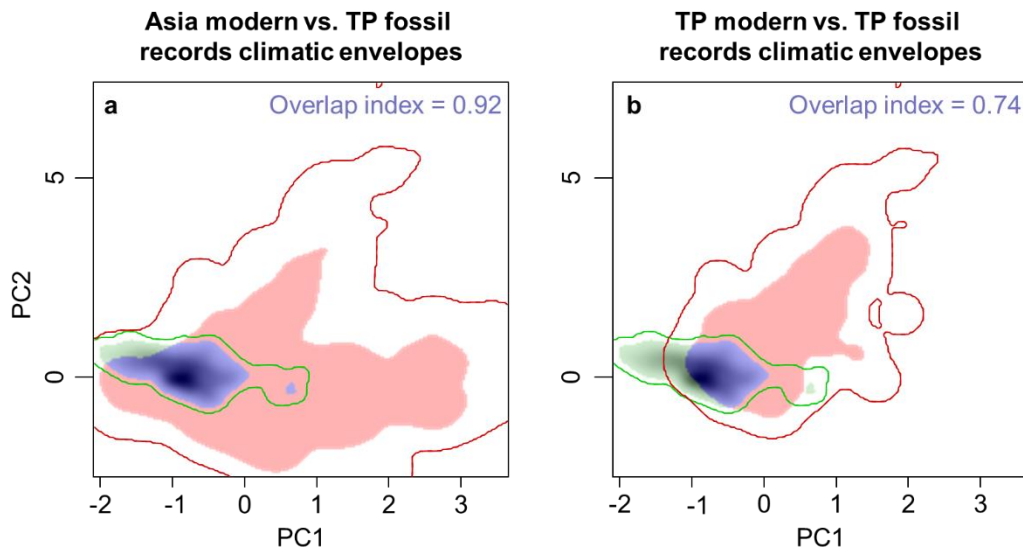 Asia modern vs. TP fossil
records climatic envelopes
a
Overlap index = 0.92
5
0
PC2
-2 -1 0 1 2 3
PC1
TP modern vs. TP fossil
records climatic envelopes
b
Overlap index = 0.74
5
0
-2 -1 0 1 2 3
PC1